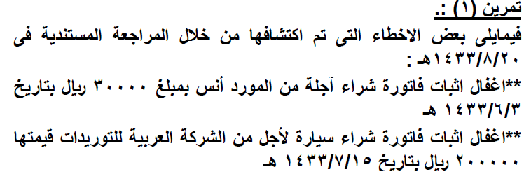 تمرين (١) :.
فيمايلى بعض الاخطاء التى تم اكتشافها من خلال المراجعة المستندية فى
١٤٣٣/٨/٢٠هـ :
**اغفال اثبات فاتورة شراء آجلة من المورد أنس بمبلغ ٣٠٠٠٠ ريال بتاريخ
١٤٣٣/٦/٣ هـ
**اغفال اثبات فاتورة شراء سيارة لأجل من الشركة العربية للتوريدات قيمتها
٢٠٠٠٠٠ ريال بتاريخ ١٤٣٣/٧/١٥ هـ